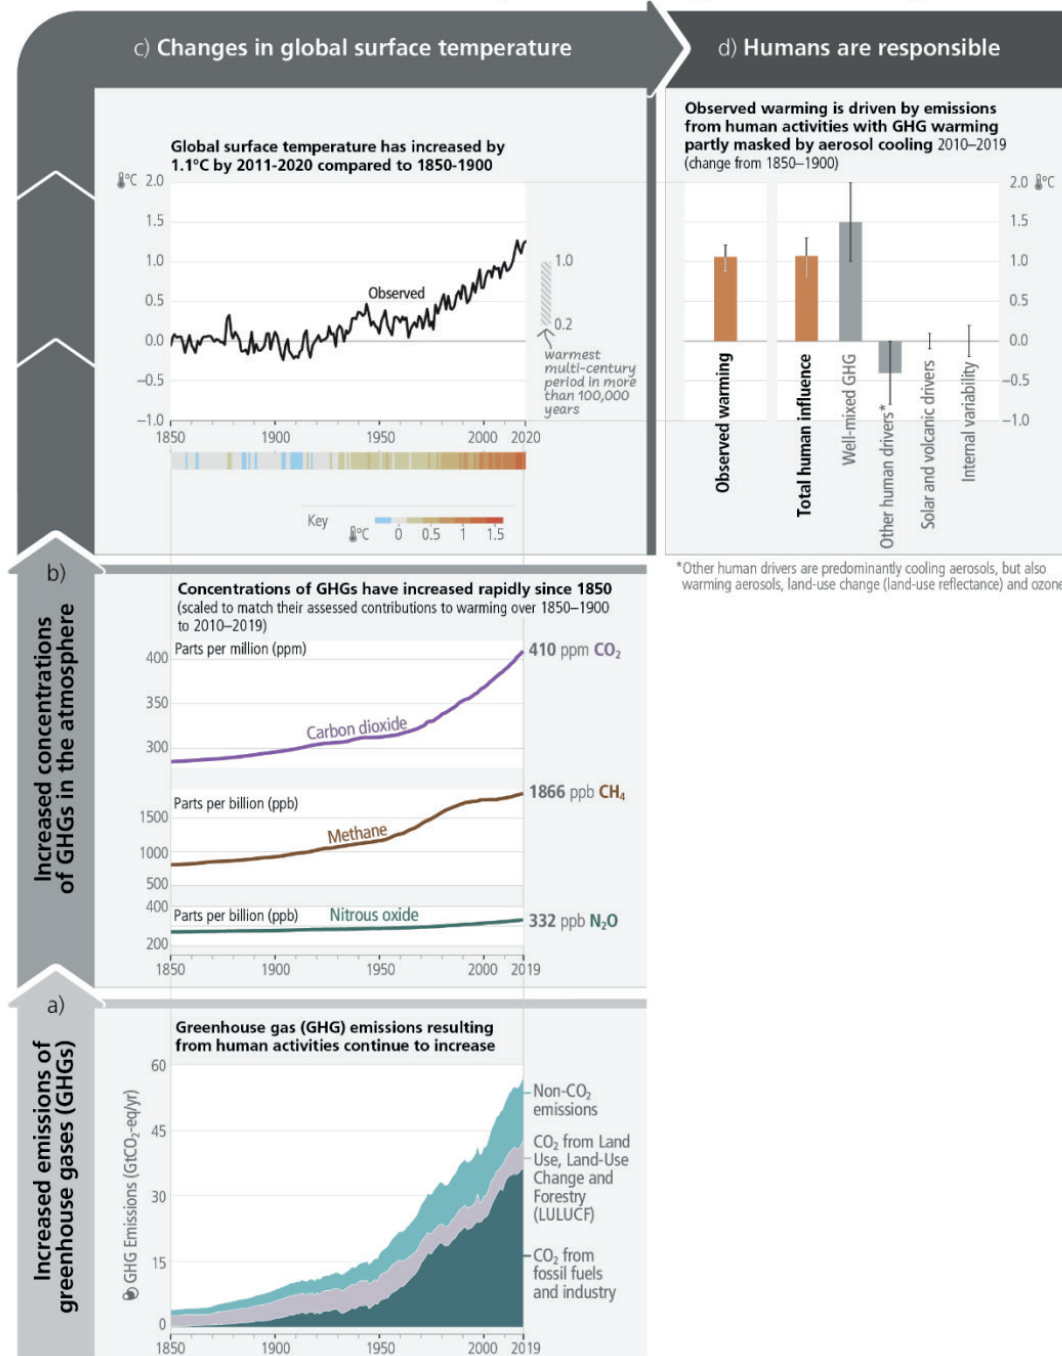 c) Changes in global surface temperature
d) Humans are responsible
Global surface temperature has increased by
1.1°C by 2011-2020 compared to 1850-1900
°C
2.0
1.5
1.0
0.5
0.0
−0.5
−1.0
Observed
1.0
0.2
warmest
multi-century
period in more
than 100,000
years
1850
1900
1950
2000
2020
Key
°C
0
0.5
1
1.5
Observed warming is driven by emissions
from human activities with GHG warming
partly masked by aerosol cooling 2010–2019
(change from 1850–1900)
2.0 °C
1.5
1.0
0.5
0.0
−0.5
−1.0
Observed warming
Total human influence
Well-mixed GHG
Other human drivers*
Solar and volcanic drivers
Internal variability
*Other human drivers are predominantly cooling aerosols, but also
warming aerosols, land-use change (land-use reflectance) and ozone
b)
Increased concentrations
of GHGs in the atmosphere
Concentrations of GHGs have increased rapidly since 1850
(scaled to match their assessed contributions to warming over 1850–1900
to 2010–2019)
Parts per million (ppm)
400
350
300
Carbon dioxide
410 ppm CO₂
Parts per billion (ppb)
1500
1000
500
Methane
1866 ppb CH₄
400
200
Parts per billion (ppb)
Nitrous oxide
332 ppb N₂O
1850
1900
1950
2000
2019
a)
Increased emissions of
greenhouse gases (GHGs)
Greenhouse gas (GHG) emissions resulting
from human activities continue to increase
GHG Emissions (GtCO₂-eq/yr)
60
45
30
15
0
Non-CO₂
emissions
CO₂ from Land
Use, Land-Use
Change and
Forestry
(LULUCF)
CO₂ from
fossil fuels
and industry
1850
1900
1950
2000
2019